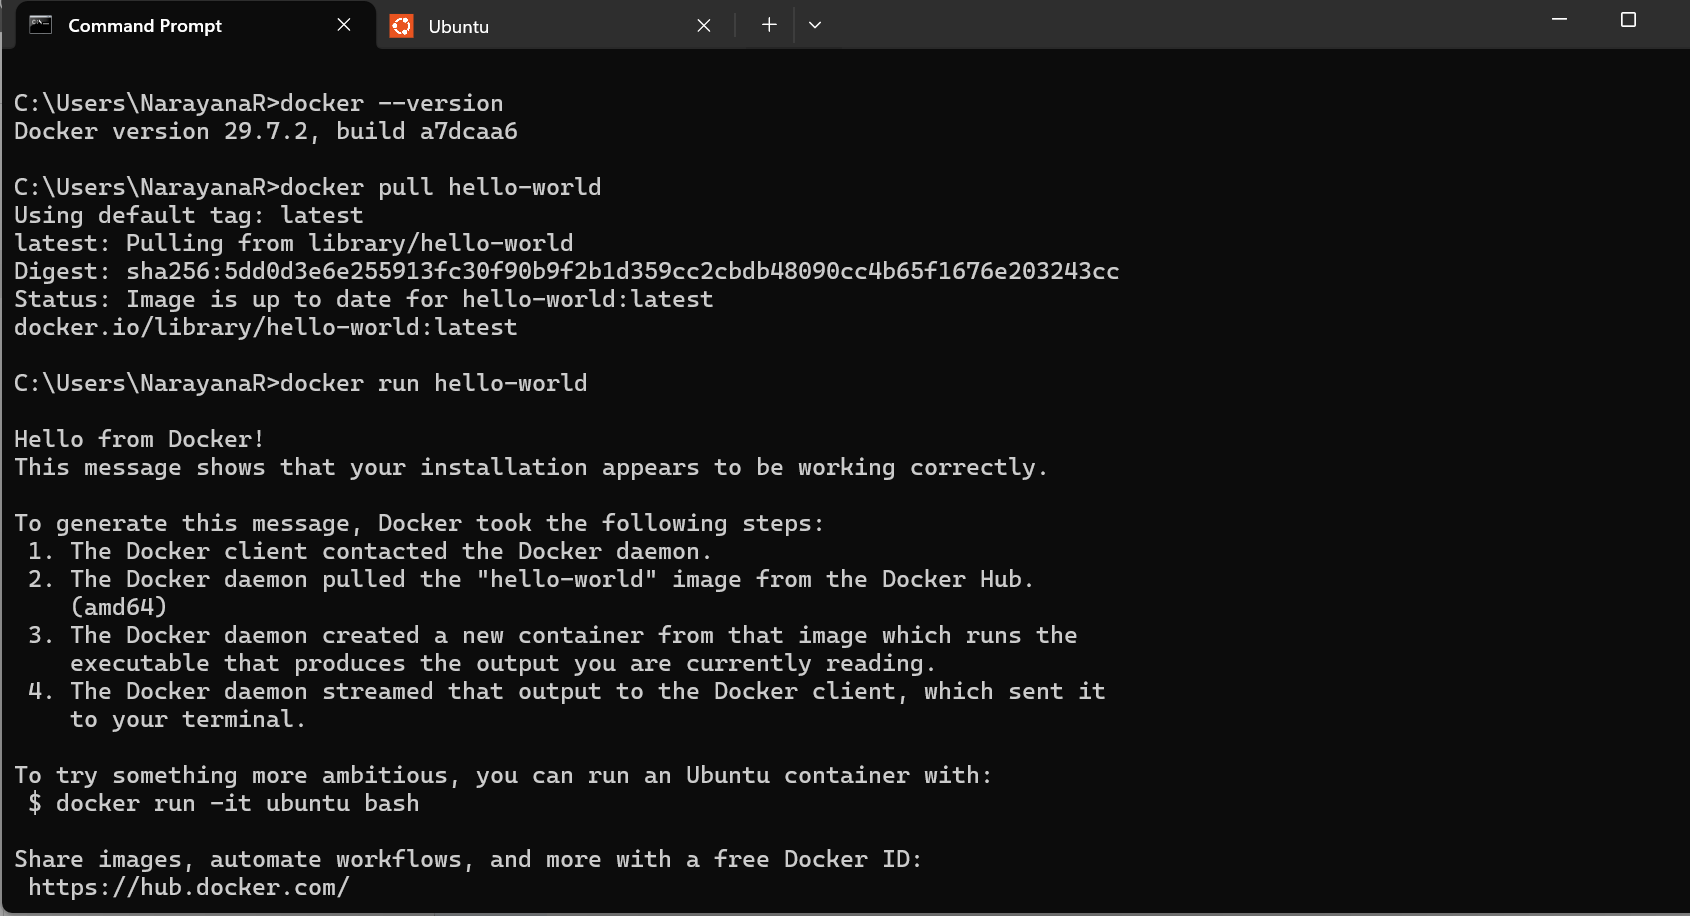 Command Prompt
Ubuntu
C:\Users\NarayanaR>docker --version
Docker version 29.7.2, build a7dcaa6
C:\Users\NarayanaR>docker pull hello-world
Using default tag: latest
latest: Pulling from library/hello-world
Digest: sha256:5dd0d3e6e255913fc30f90b9f2b1d359cc2cbdb48090cc4b65f1676e203243cc
Status: Image is up to date for hello-world:latest
docker.io/library/hello-world:latest
C:\Users\NarayanaR>docker run hello-world
Hello from Docker!
This message shows that your installation appears to be working correctly.
To generate this message, Docker took the following steps:
1. The Docker client contacted the Docker daemon.
2. The Docker daemon pulled the "hello-world" image from the Docker Hub.
(amd64)
3. The Docker daemon created a new container from that image which runs the
executable that produces the output you are currently reading.
4. The Docker daemon streamed that output to the Docker client, which sent it
to your terminal.
To try something more ambitious, you can run an Ubuntu container with:
$ docker run -it ubuntu bash
Share images, automate workflows, and more with a free Docker ID:
https://hub.docker.com/